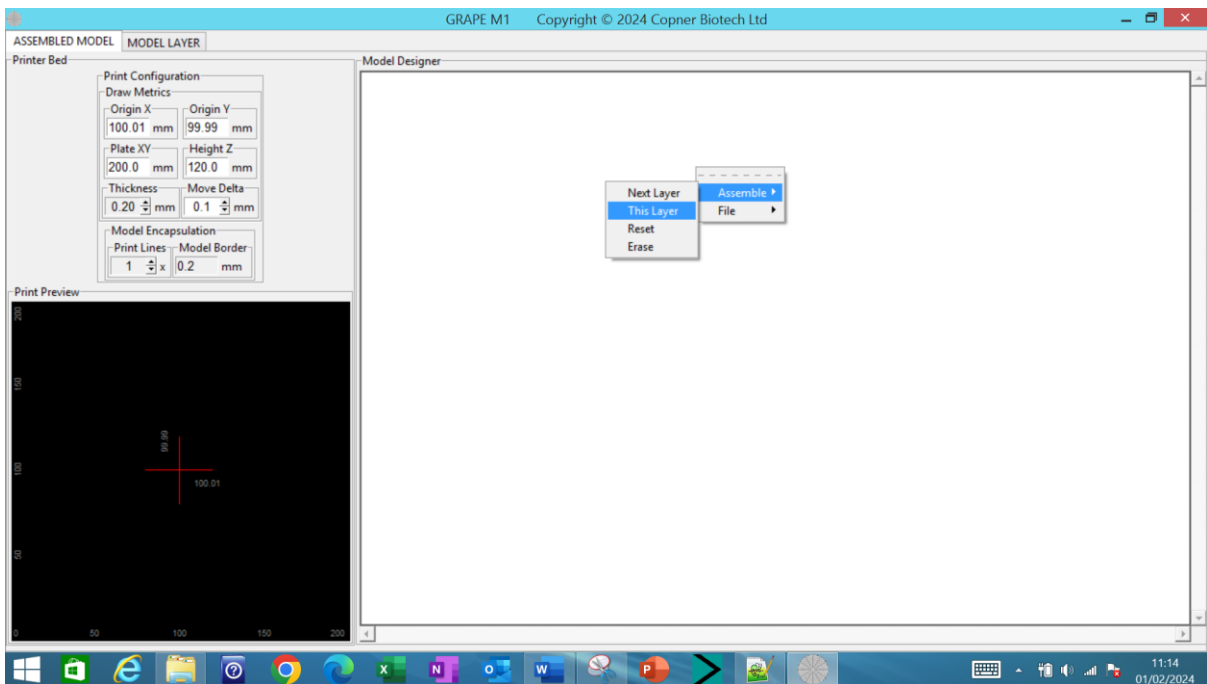 GRAPE M1 Copyright © 2024 Copner Biotech Ltd
ASSEMBLED MODEL MODEL LAYER
Printer Bed
Print Configuration
Draw Metrics
Origin X Origin Y
100.01 mm 99.99 mm
Plate XY Height Z
200.0 mm 120.0 mm
Thickness Move Delta
0.20 mm 0.1 mm
Model Encapsulation
Print Lines Model Border
1 x 0.2 mm
Print Preview
200
150
100
50
99.99
100.01
0 50 100 150 200
Model Designer
Assemble
File
Next Layer
This Layer
Reset
Erase
11:14
01/02/2024